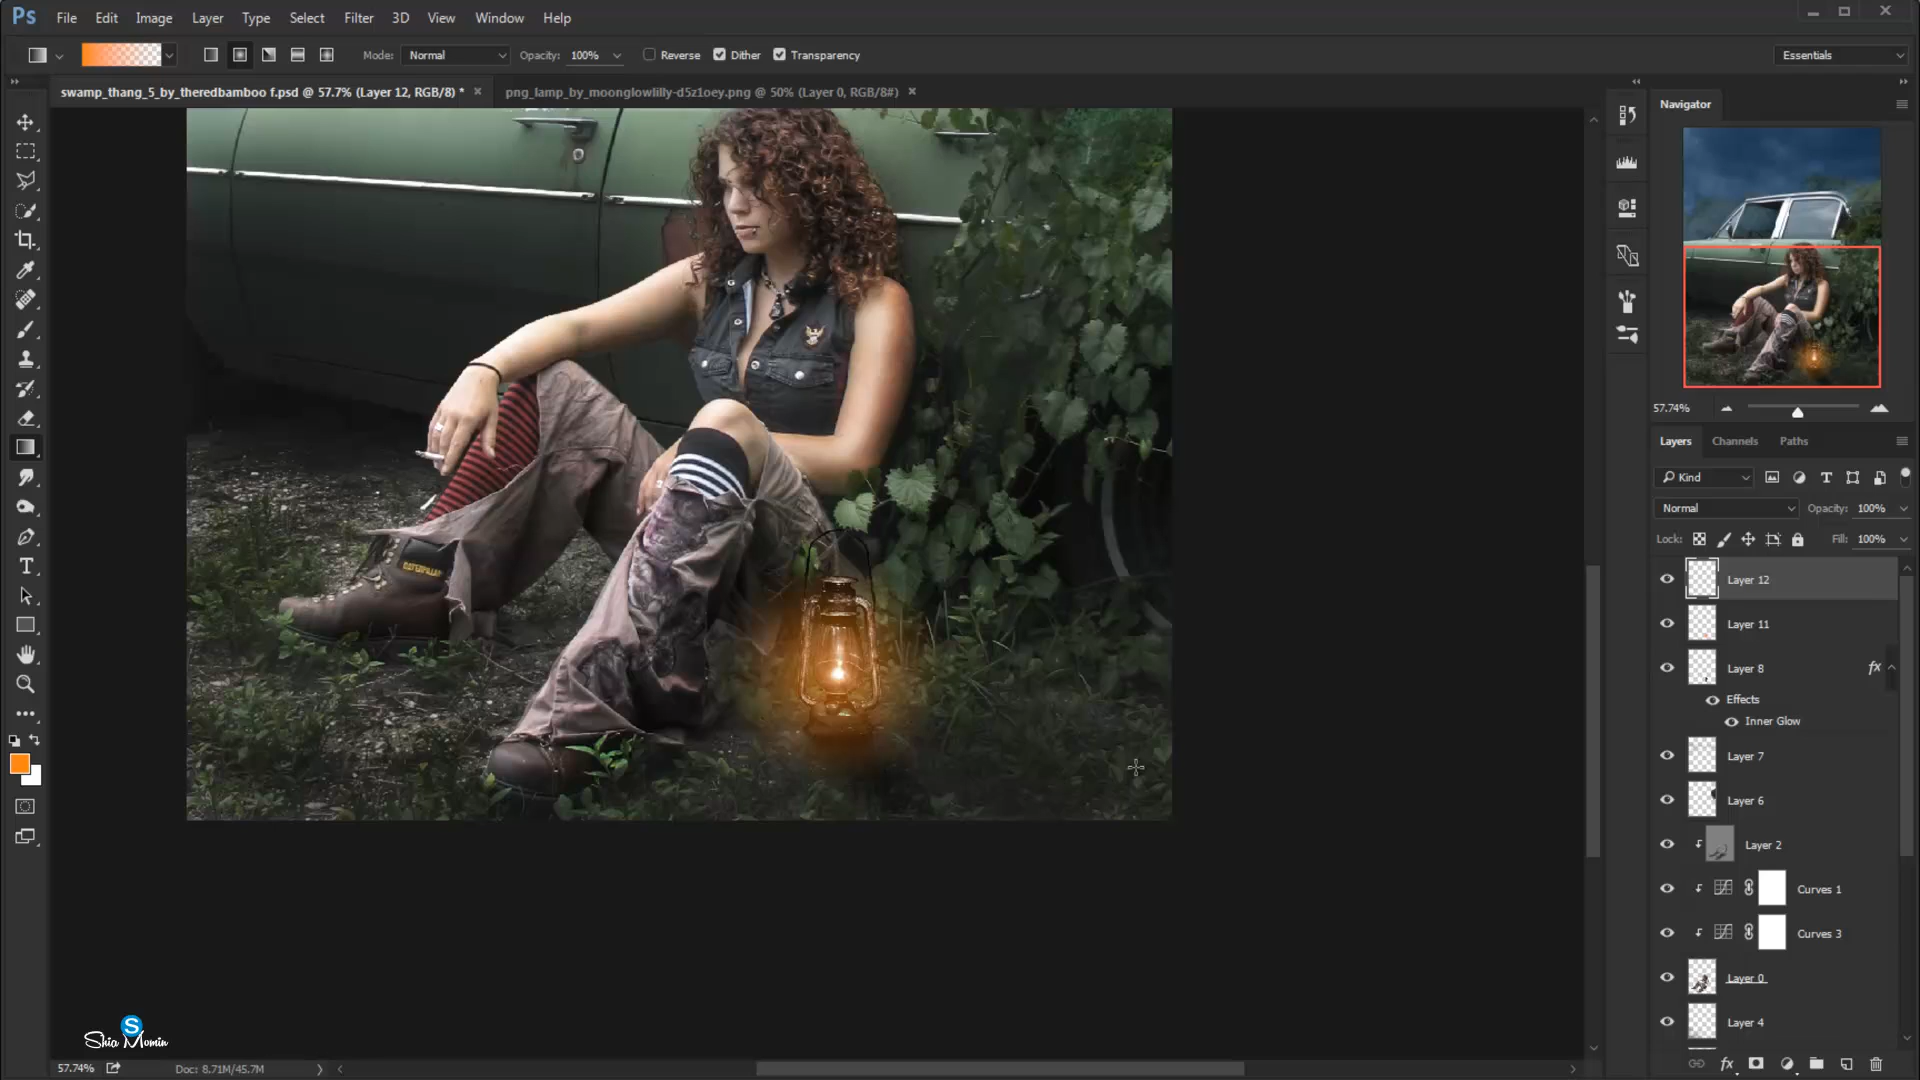 Ps File Edit Image Layer Type Select Filter 3D View Window Help
Mode: Normal Opacity: 100% Reverse Dither Transparency Essentials
swamp_thang_5_by_theredbamboo f.psd @ 57.7% (Layer 12, RGB/8) * × png_lamp_by_moonglowlilly-d5z1oey.png @ 50% (Layer 0, RGB/8#) ×
Navigator
57.74%
Layers Channels Paths
Kind
Normal Opacity: 100%
Lock: Fill: 100%
Layer 12
Layer 11
Layer 8 fx
Effects
Inner Glow
Layer 7
Layer 6
Layer 2
Curves 1
Curves 3
Layer 0
Layer 4
fx
CATERPILLAR
S
Shia Momin
57.74% Doc: 8.71M/45.7M